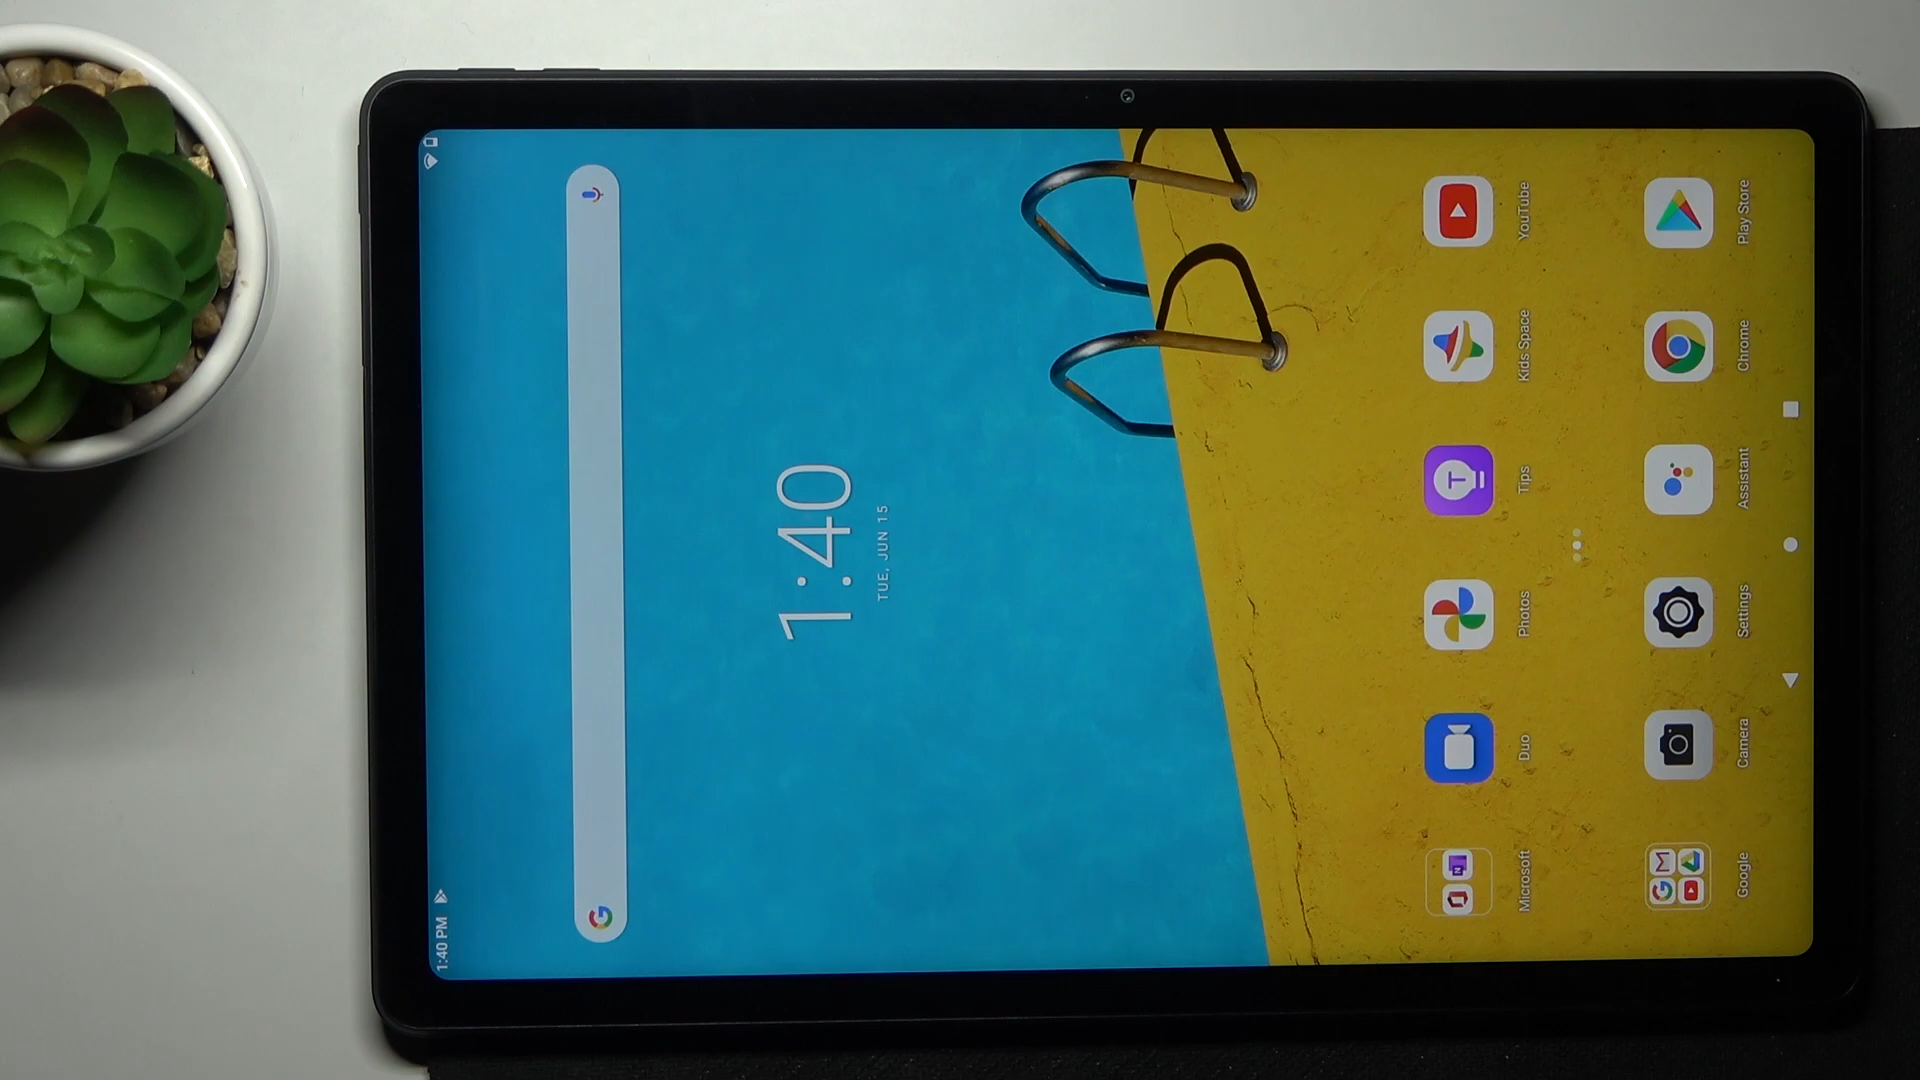 1:40 PM
1:40
TUE, JUN 15
Microsoft
Duo
Photos
Tips
Kids Space
YouTube
Google
Camera
Settings
Assistant
Chrome
Play Store